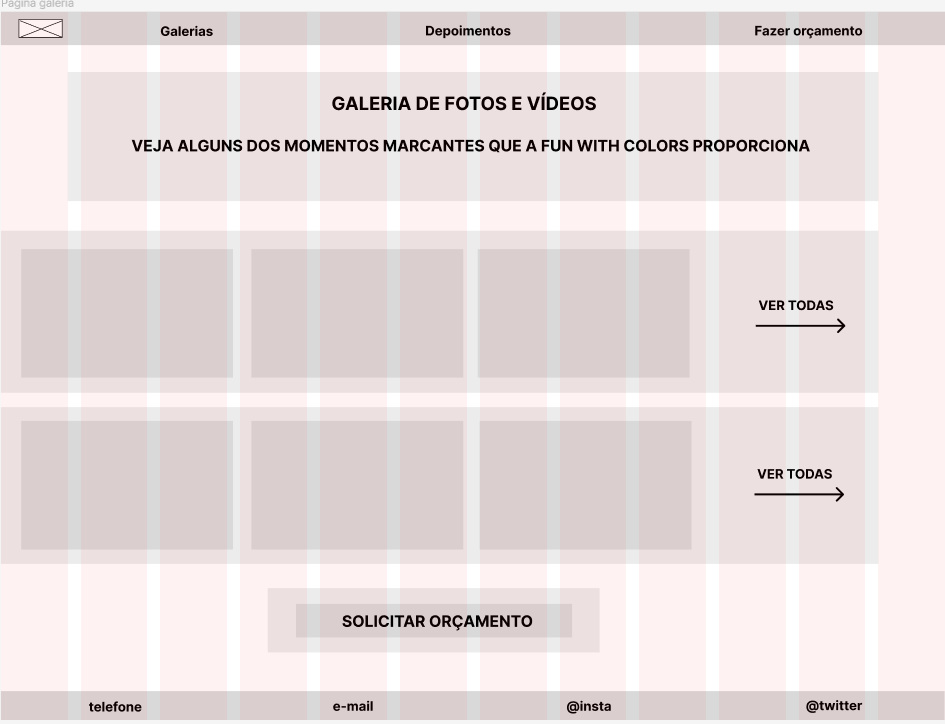 Página galeria
Galerias
Depoimentos
Fazer orçamento
GALERIA DE FOTOS E VÍDEOS
VEJA ALGUNS DOS MOMENTOS MARCANTES QUE A FUN WITH COLORS PROPORCIONA
VER TODAS
VER TODAS
SOLICITAR ORÇAMENTO
telefone
e-mail
@insta
@twitter